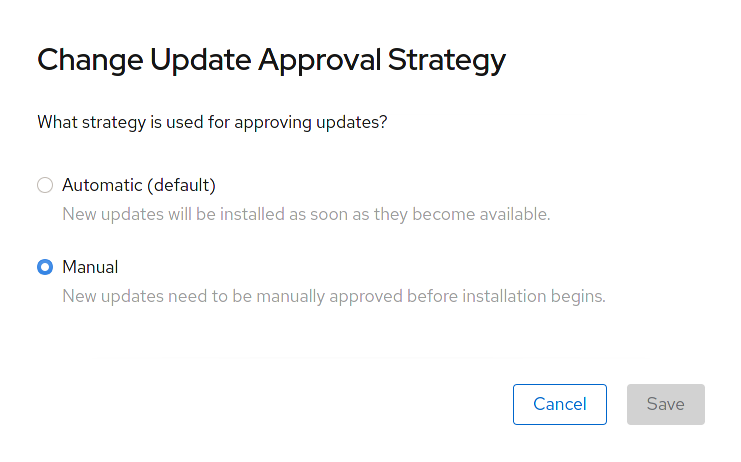 Change Update Approval Strategy
What strategy is used for approving updates?
Automatic (default)
New updates will be installed as soon as they become available.
Manual
New updates need to be manually approved before installation begins.
Cancel Save